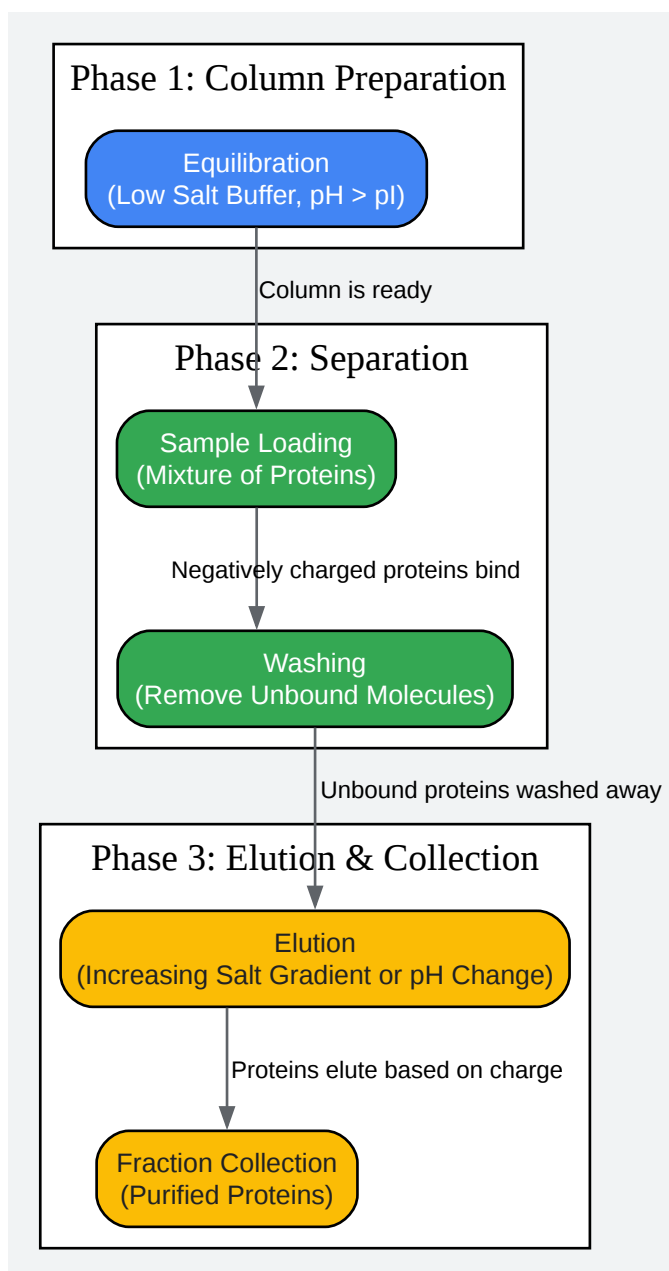 Phase 1: Column Preparation
Equilibration
(Low Salt Buffer, pH > pI)
Column is ready
Phase 2: Separation
Sample Loading
(Mixture of Proteins)
Negatively charged proteins bind
Washing
(Remove Unbound Molecules)
Unbound proteins washed away
Phase 3: Elution & Collection
Elution
(Increasing Salt Gradient or pH Change)
Proteins elute based on charge
Fraction Collection
(Purified Proteins)